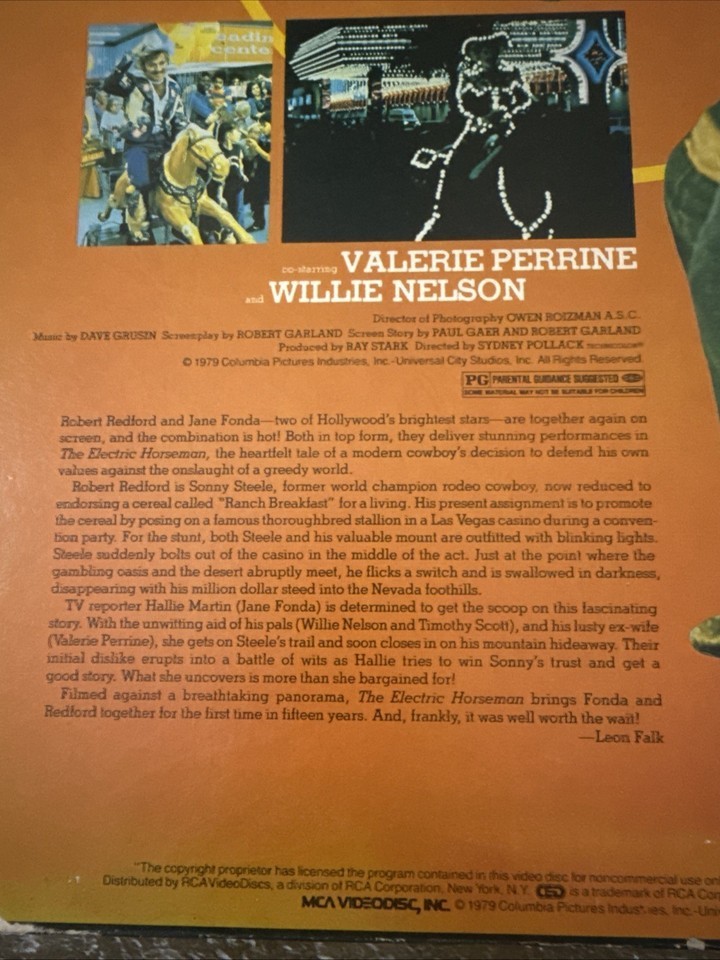 cente
co-starring VALERIE PERRINE
and WILLIE NELSON
Director of Photography OWEN ROIZMAN A.S.C.
Music by DAVE GRUSIN Screenplay by ROBERT GARLAND Screen Story by PAUL GAER AND ROBERT GARLAND
Produced by RAY STARK Directed by SYDNEY POLLACK TECHNICOLOR®
© 1979 Columbia Pictures Industries, Inc.-Universal City Studios, Inc. All Rights Reserved.
PG PARENTAL GUIDANCE SUGGESTED
SOME MATERIAL MAY NOT BE SUITABLE FOR CHILDREN
Robert Redford and Jane Fonda—two of Hollywood's brightest stars—are together again on
screen, and the combination is hot! Both in top form, they deliver stunning performances in
The Electric Horseman, the heartfelt tale of a modern cowboy's decision to defend his own
values against the onslaught of a greedy world.
Robert Redford is Sonny Steele, former world champion rodeo cowboy, now reduced to
endorsing a cereal called "Ranch Breakfast" for a living. His present assignment is to promote
the cereal by posing on a famous thoroughbred stallion in a Las Vegas casino during a conven-
tion party. For the stunt, both Steele and his valuable mount are outfitted with blinking lights.
Steele suddenly bolts out of the casino in the middle of the act. Just at the point where the
gambling oasis and the desert abruptly meet, he flicks a switch and is swallowed in darkness,
disappearing with his million dollar steed into the Nevada foothills.
TV reporter Hallie Martin (Jane Fonda) is determined to get the scoop on this fascinating
story. With the unwitting aid of his pals (Willie Nelson and Timothy Scott), and his lusty ex-wife
(Valerie Perrine), she gets on Steele's trail and soon closes in on his mountain hideaway. Their
initial dislike erupts into a battle of wits as Hallie tries to win Sonny's trust and get a
good story. What she uncovers is more than she bargained for!
Filmed against a breathtaking panorama, The Electric Horseman brings Fonda and
Redford together for the first time in fifteen years. And, frankly, it was well worth the wait!
—Leon Falk
"The copyright proprietor has licensed the program contained in this video disc for noncommercial use on
Distributed by RCA VideoDiscs, a division of RCA Corporation, New York, N.Y. CED is a trademark of RCA Cor
MCA VIDEODISC, INC. © 1979 Columbia Pictures Industries, Inc.-Uni